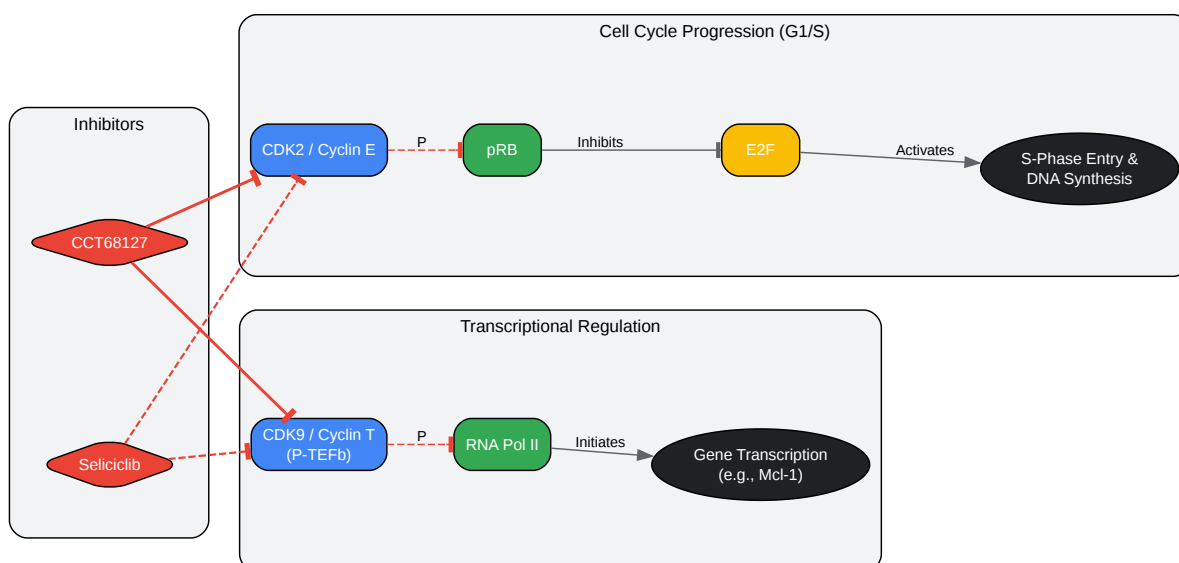 Cell Cycle Progression (G1/S)
Inhibitors
CDK2 / Cyclin E
P
pRB
Inhibits
E2F
Activates
S-Phase Entry &
DNA Synthesis
CCT68127
Transcriptional Regulation
Seliciclib
CDK9 / Cyclin T
(P-TEFb)
P
RNA Pol II
Initiates
Gene Transcription
(e.g., Mcl-1)